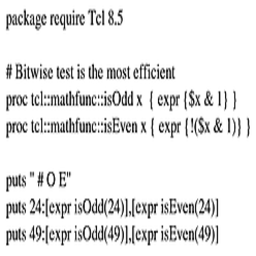 package require Tcl 8.5
# Bitwise test is the most efficient
proc tcl::mathfunc::isOdd x { expr {$x & 1} }
proc tcl::mathfunc::isEven x { expr {!($x & 1)} }
puts " # O E"
puts 24:[expr isOdd(24)],[expr isEven(24)]
puts 49:[expr isOdd(49)],[expr isEven(49)]